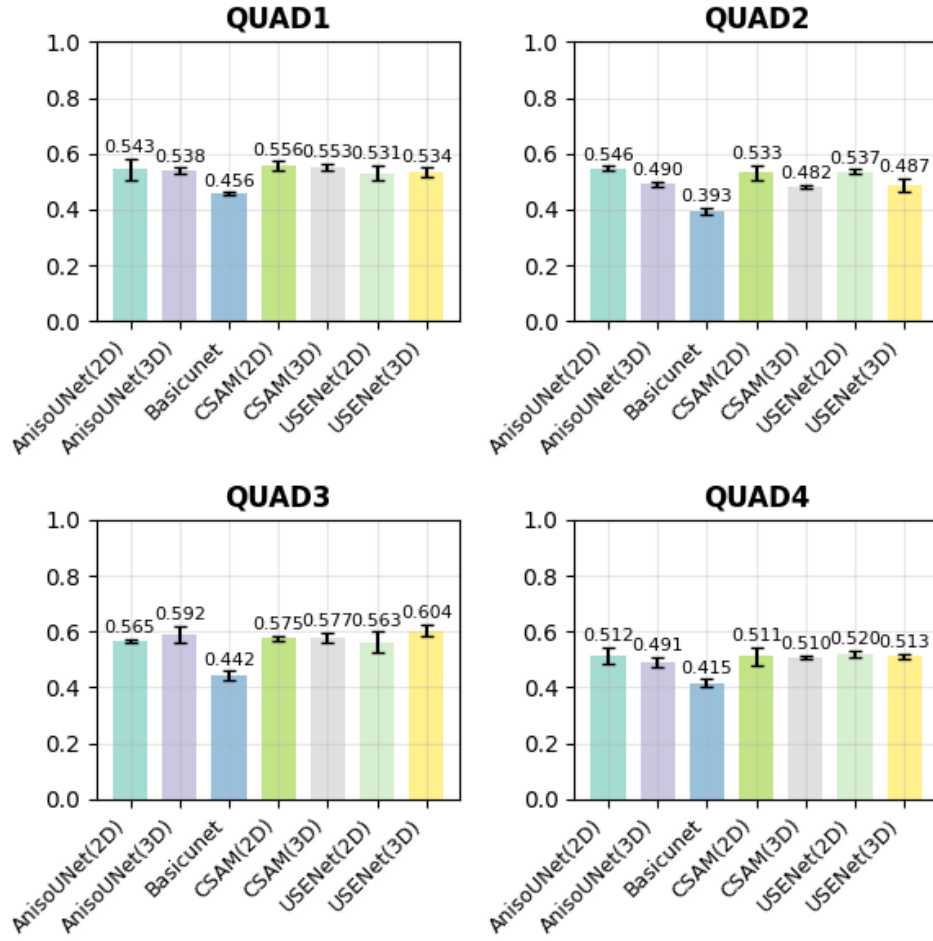 QUAD1
1.0
0.8
0.6
0.4
0.2
0.0
0.543
0.538
0.456
0.556
0.553
0.531
0.534
AnisoUNet(2D)
AnisoUNet(3D)
Basicunet
CSAM(2D)
CSAM(3D)
USENet(2D)
USENet(3D)
QUAD2
1.0
0.8
0.6
0.4
0.2
0.0
0.546
0.490
0.393
0.533
0.482
0.537
0.487
AnisoUNet(2D)
AnisoUNet(3D)
Basicunet
CSAM(2D)
CSAM(3D)
USENet(2D)
USENet(3D)
QUAD3
1.0
0.8
0.6
0.4
0.2
0.0
0.565
0.592
0.442
0.575
0.577
0.563
0.604
AnisoUNet(2D)
AnisoUNet(3D)
Basicunet
CSAM(2D)
CSAM(3D)
USENet(2D)
USENet(3D)
QUAD4
1.0
0.8
0.6
0.4
0.2
0.0
0.512
0.491
0.415
0.511
0.510
0.520
0.513
AnisoUNet(2D)
AnisoUNet(3D)
Basicunet
CSAM(2D)
CSAM(3D)
USENet(2D)
USENet(3D)